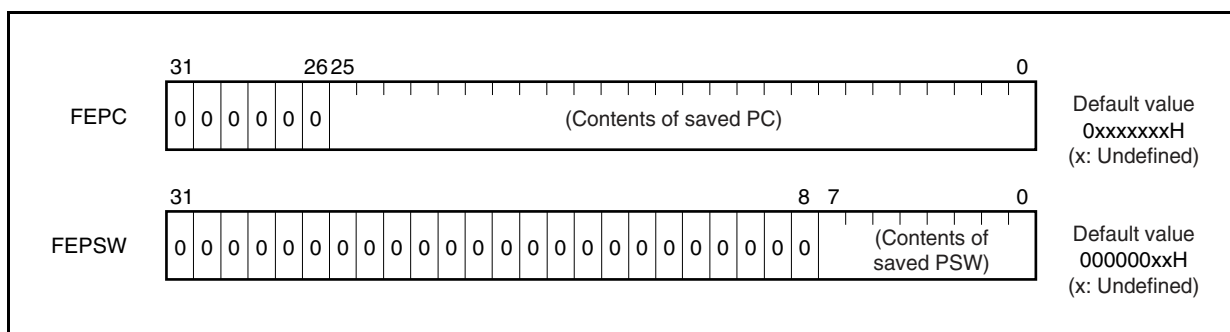 31 26 25 0
FEPC 0 0 0 0 0 0 (Contents of saved PC) Default value
0xxxxxxxH
(x: Undefined)
31 8 7 0
FEPSW 0 0 0 0 0 0 0 0 0 0 0 0 0 0 0 0 0 0 0 0 0 0 0 0 (Contents of
saved PSW) Default value
000000xxH
(x: Undefined)